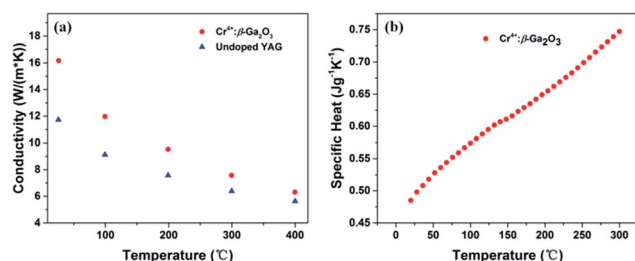 (a)
Cr⁴⁺:β-Ga₂O₃
Undoped YAG
Conductivity (W/(m*K))
18
16
14
12
10
8
6
4
100
200
300
400
Temperature (℃)
(b)
Cr⁴⁺:β-Ga₂O₃
Specific Heat (Jg⁻¹K⁻¹)
0.75
0.70
0.65
0.60
0.55
0.50
0.45
0
50
100
150
200
250
300
Temperature (℃)